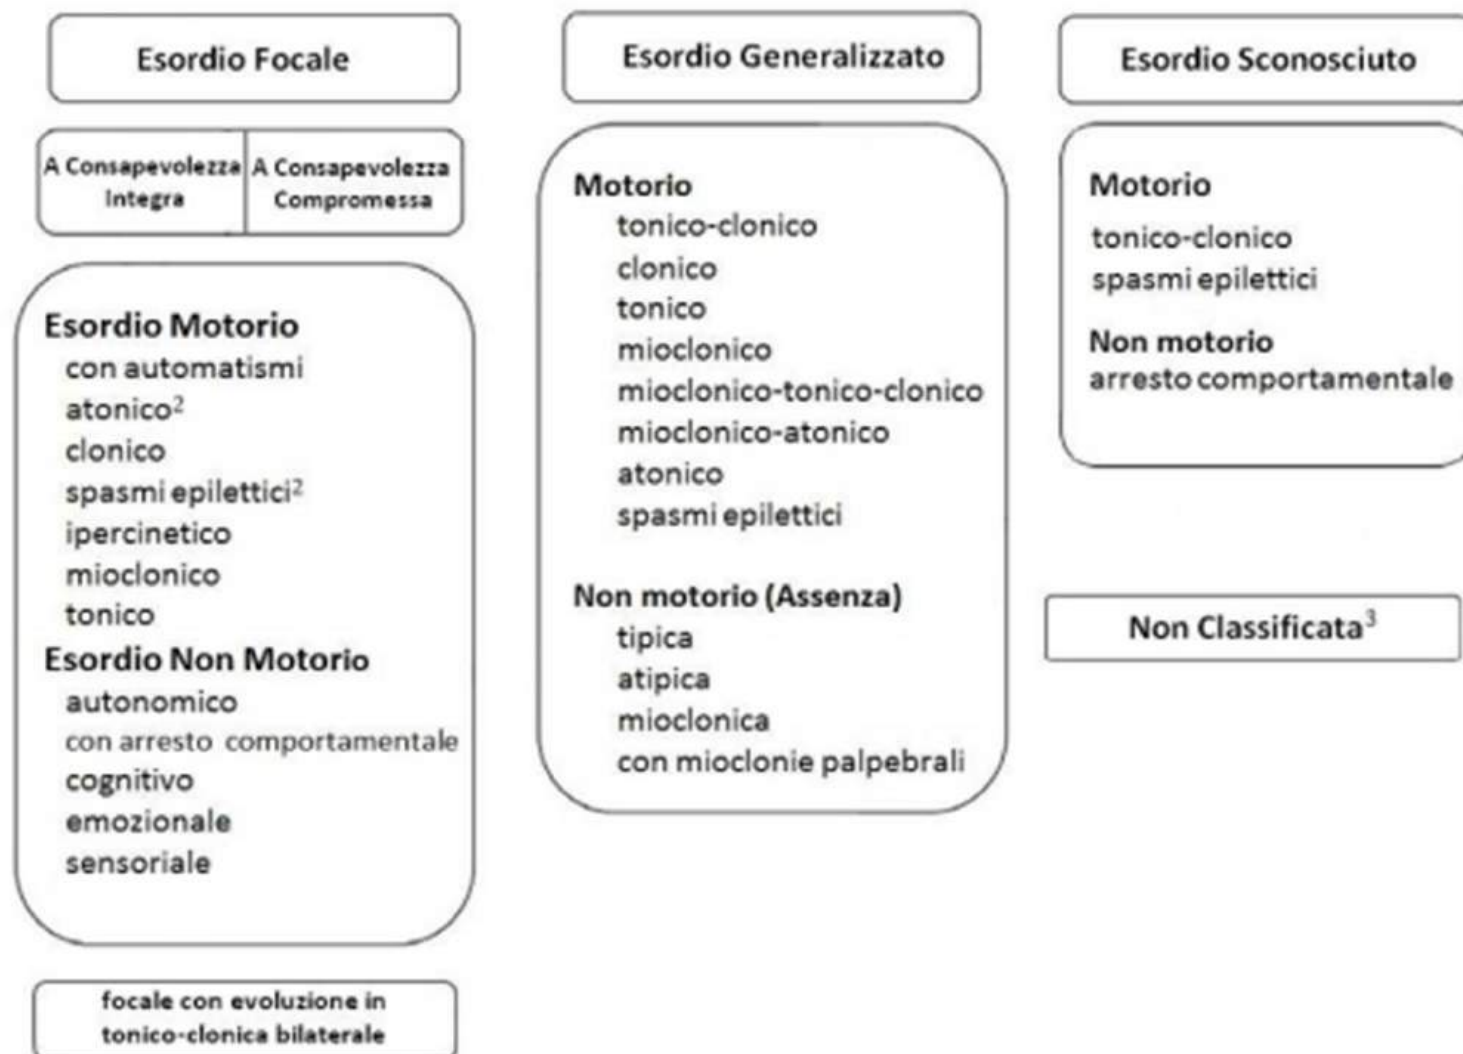 Esordio Focale
A Consapevolezza
Integra
A Consapevolezza
Compromessa
Esordio Motorio
con automatismi
atonico²
clonico
spasmi epilettici²
ipercinetico
mioclonico
tonico
Esordio Non Motorio
autonomico
con arresto comportamentale
cognitivo
emozionale
sensoriale
focale con evoluzione in
tonico-clonica bilaterale
Esordio Generalizzato
Motorio
tonico-clonico
clonico
tonico
mioclonico
mioclonico-tonico-clonico
mioclonico-atonico
atonico
spasmi epilettici
Non motorio (Assenza)
tipica
atipica
mioclonica
con mioclonie palpebrali
Esordio Sconosciuto
Motorio
tonico-clonico
spasmi epilettici
Non motorio
arresto comportamentale
Non Classificata³